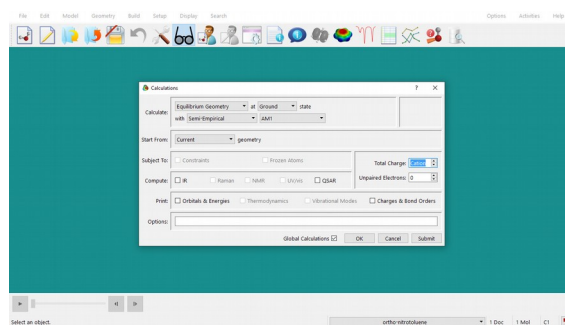 File Edit Model Geometry Build Setup Display Search Options Activities Help
Calculations ? ×
Calculate: Equilibrium Geometry at Ground state
with Semi-Empirical AM1
Start From: Current geometry
Subject To: Constraints Frozen Atoms Total Charge: Cation
Compute: IR Raman NMR UV/vis QSAR Unpaired Electrons: 0
Print: Orbitals & Energies Thermodynamics Vibrational Modes Charges & Bond Orders
Options:
Global Calculations OK Cancel Submit
Select an object. ortho-nitrotoluene 1 Doc 1 Mol C1